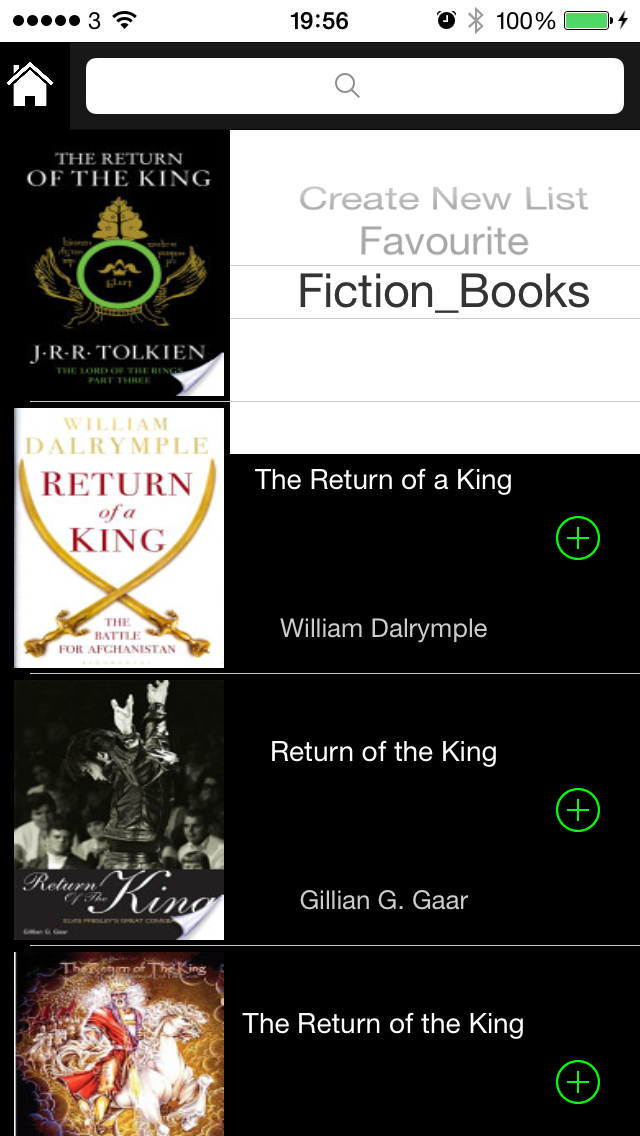 3
19:56
100%
THE RETURN
OF THE KING
J·R·R·TOLKIEN
THE LORD OF THE RINGS
PART THREE
Create New List
Favourite
Fiction_Books
WILLIAM
DALRYMPLE
RETURN
of a
KING
THE
BATTLE
FOR AFGHANISTAN
BLOOMSBURY
The Return of a King
William Dalrymple
Return
Of The King
ELVIS PRESLEY'S GREAT
Gillian G. Gaar
Return of the King
Gillian G. Gaar
The Return of The King
The Return of the King